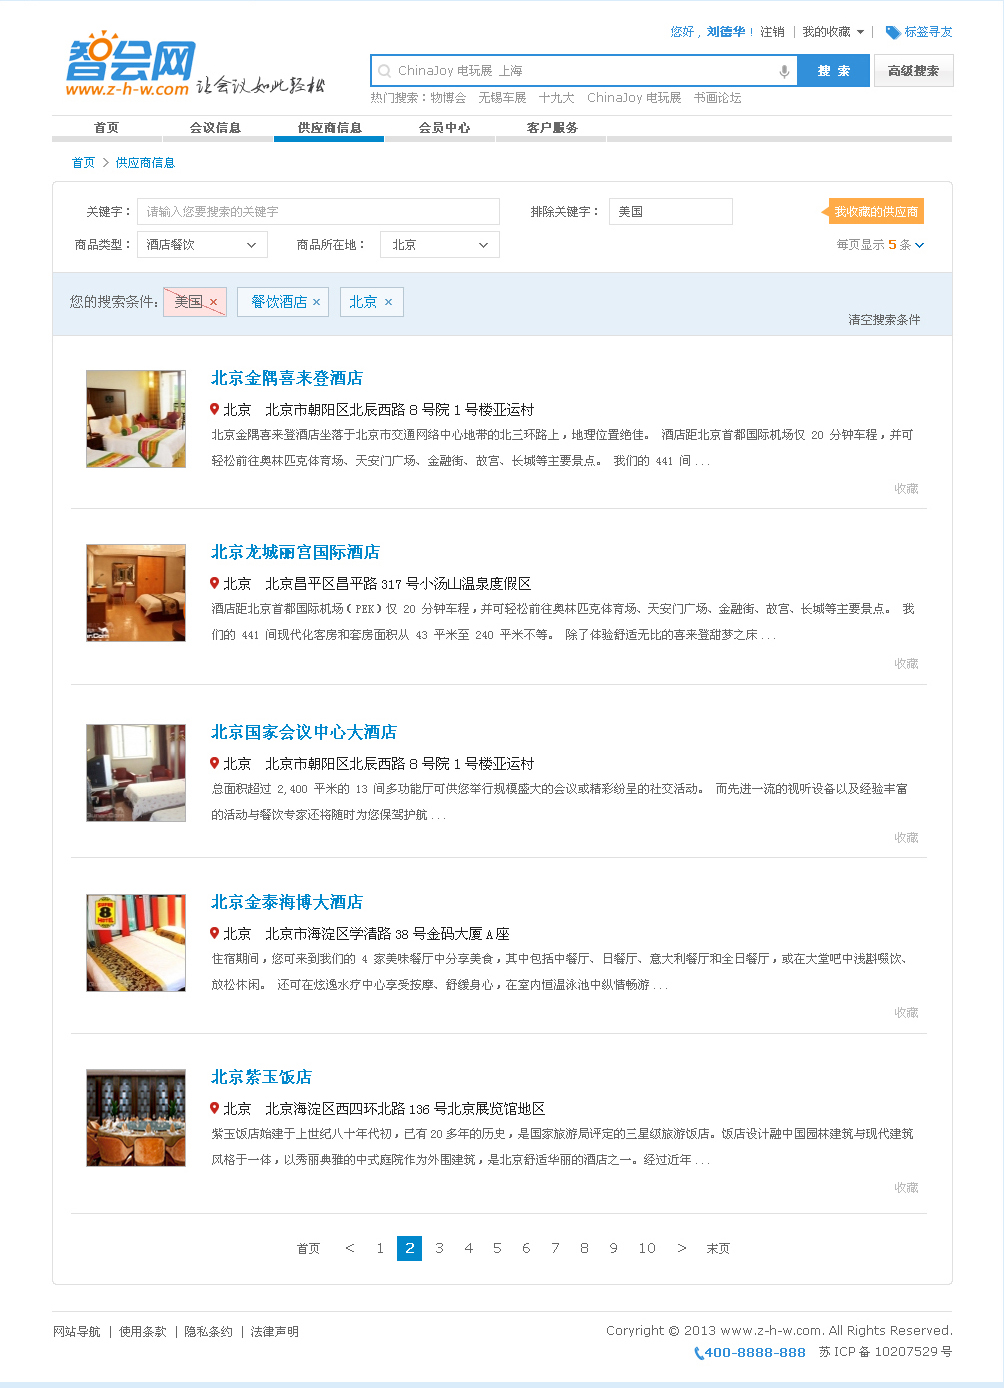 您好，刘德华！ 注销 | 我的收藏 | 标签寻友
智会网
www.z-h-w.com 让会议如此轻松
ChinaJoy 电玩展 上海 搜 索 高级搜索
热门搜索：物博会 无锡车展 十九大 ChinaJoy 电玩展 书画论坛
首页 会议信息 供应商信息 会员中心 客户服务
首页 > 供应商信息
关键字： 请输入您要搜索的关键字 排除关键字： 美国 我收藏的供应商
商品类型： 酒店餐饮 商品所在地： 北京 每页显示 5 条
您的搜索条件： 美国 × 餐饮酒店 × 北京 ×
清空搜索条件
北京金隅喜来登酒店
北京 北京市朝阳区北辰西路 8 号院 1 号楼亚运村
北京金隅喜来登酒店坐落于北京市交通网络中心地带的北三环路上，地理位置绝佳。 酒店距北京首都国际机场仅 20 分钟车程，并可
轻松前往奥林匹克体育场、天安门广场、金融街、故宫、长城等主要景点。 我们的 441 间 . . .
收藏
北京龙城丽宫国际酒店
北京 北京昌平区昌平路 317 号小汤山温泉度假区
酒店距北京首都国际机场（PEK）仅 20 分钟车程，并可轻松前往奥林匹克体育场、天安门广场、金融街、故宫、长城等主要景点。 我
们的 441 间现代化客房和套房面积从 43 平米至 240 平米不等。 除了体验舒适无比的喜来登甜梦之床 . . .
收藏
北京国家会议中心大酒店
北京 北京市朝阳区北辰西路 8 号院 1 号楼亚运村
总面积超过 2,400 平米的 13 间多功能厅可供您举行规模盛大的会议或精彩纷呈的社交活动。 而先进一流的视听设备以及经验丰富
的活动与餐饮专家还将随时为您保驾护航 . . .
收藏
SUPER 8 HOTEL
北京金泰海博大酒店
北京 北京市海淀区学清路 38 号金码大厦 A 座
住宿期间，您可来到我们的 4 家美味餐厅中分享美食，其中包括中餐厅、日餐厅、意大利餐厅和全日餐厅，或在大堂吧中浅斟啜饮、
放松休闲。 还可在炫逸水疗中心享受按摩、舒缓身心，在室内恒温泳池中纵情畅游 . . .
收藏
北京紫玉饭店
北京 北京海淀区西四环北路 136 号北京展览馆地区
紫玉饭店始建于上世纪八十年代初，已有 20 多年的历史，是国家旅游局评定的三星级旅游饭店。饭店设计融中国园林建筑与现代建筑
风格于一体，以秀丽典雅的中式庭院作为外围建筑，是北京舒适华丽的酒店之一。经过近年 . . .
收藏
首页 < 1 2 3 4 5 6 7 8 9 10 > 末页
网站导航 | 使用条款 | 隐私条约 | 法律声明 Coryright © 2013 www.z-h-w.com. All Rights Reserved.
400-8888-888 苏 ICP 备 10207529 号